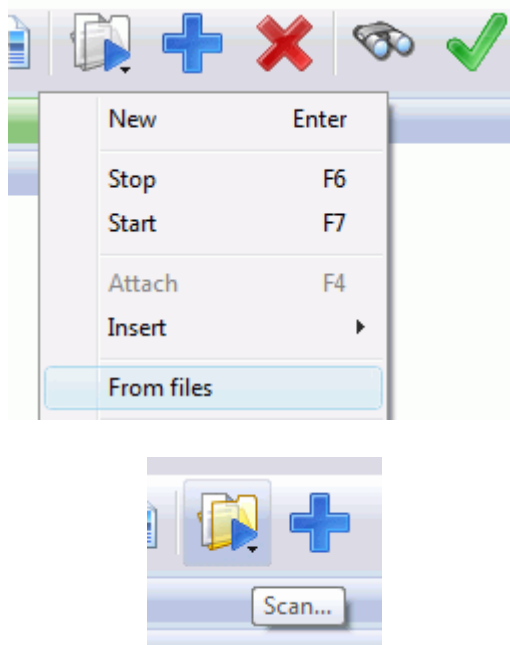 New Enter
Stop F6
Start F7
Attach F4
Insert
From files
Scan...